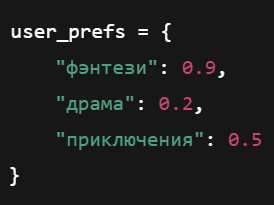 user_prefs = {
    "фэнтези": 0.9,
    "драма": 0.2,
    "приключения": 0.5
}